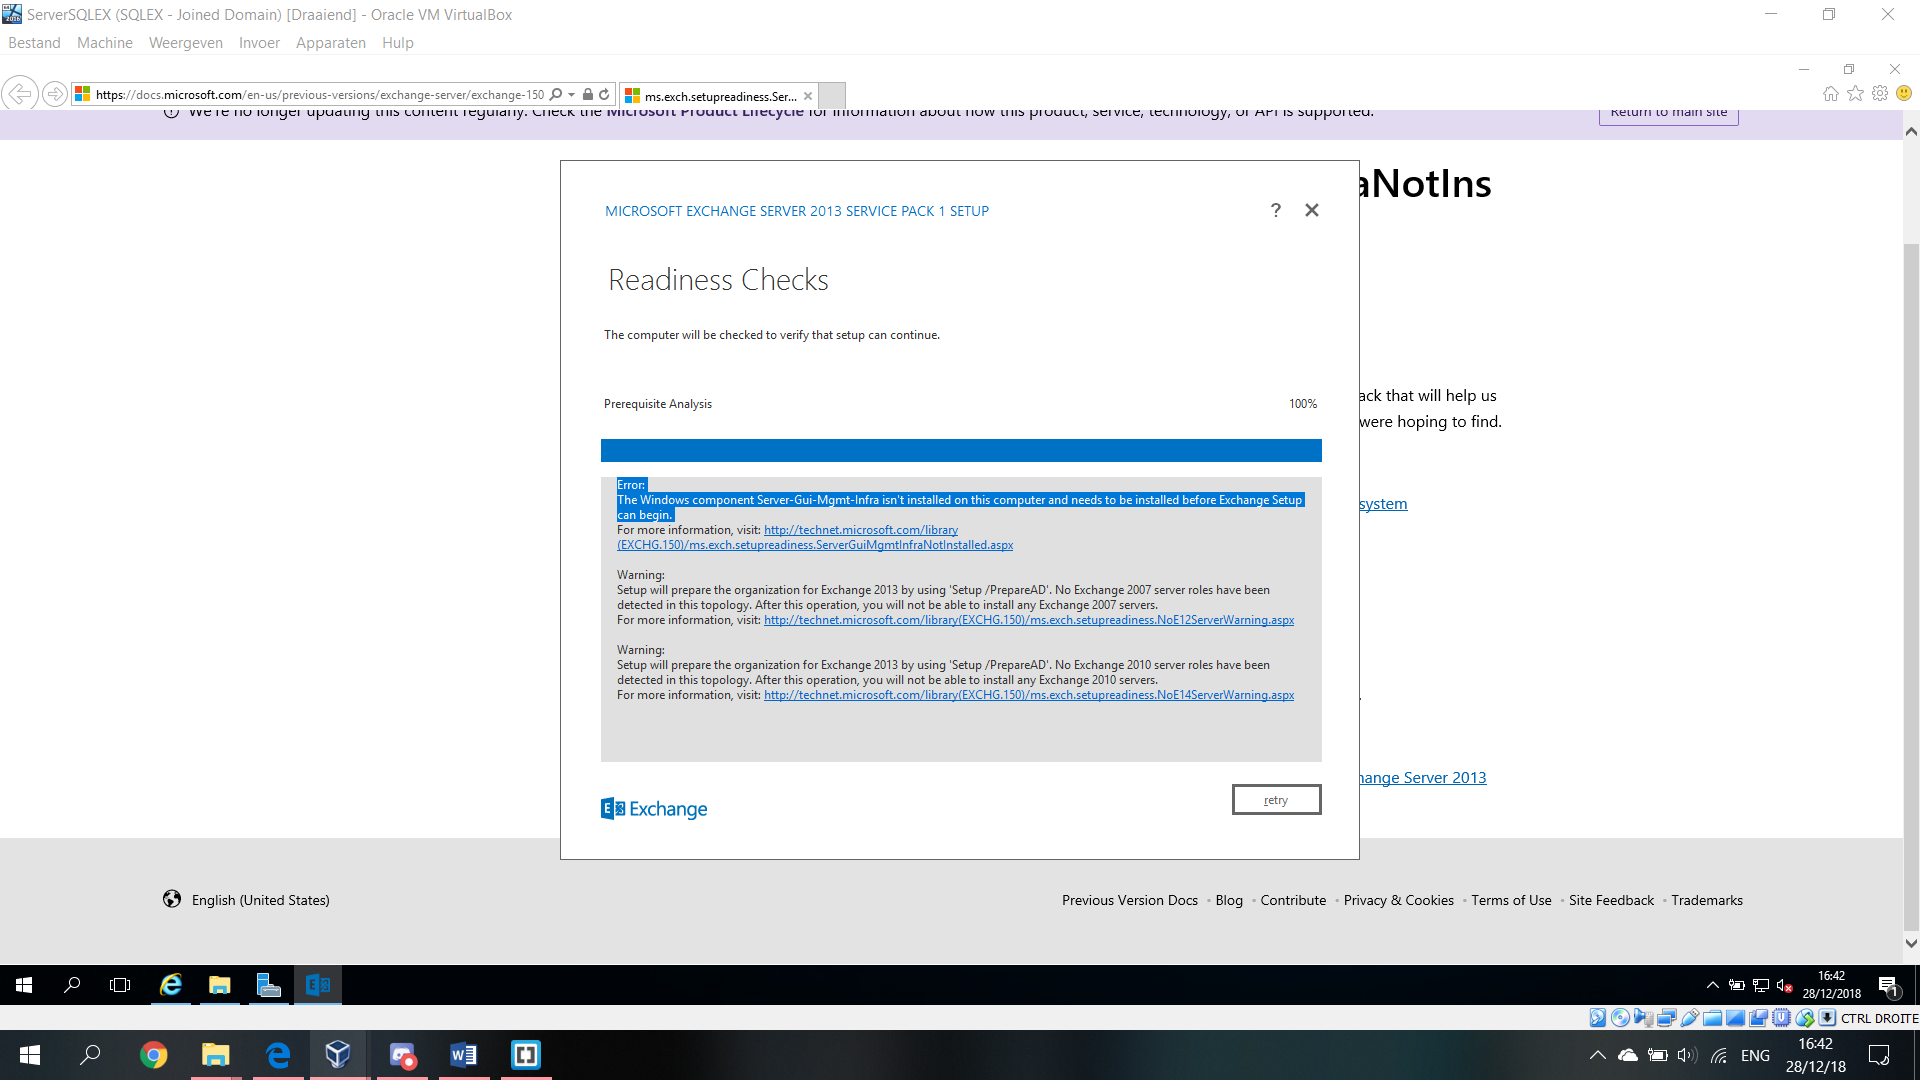 ServerSQLEX (SQLEX - Joined Domain) [Draaiend] - Oracle VM VirtualBox
Bestand Machine Weergeven Invoer Apparaten Hulp
https://docs.microsoft.com/en-us/previous-versions/exchange-server/exchange-150
ms.exch.setupreadiness.Ser...
We're no longer updating this content regularly. Check the Microsoft Product Lifecycle for information about how this product, service, technology, or API is supported.
Return to main site
aNotIns
MICROSOFT EXCHANGE SERVER 2013 SERVICE PACK 1 SETUP
?
Readiness Checks
The computer will be checked to verify that setup can continue.
Prerequisite Analysis 100%
ack that will help us
were hoping to find.
Error:
The Windows component Server-Gui-Mgmt-Infra isn't installed on this computer and needs to be installed before Exchange Setup
can begin.
For more information, visit: http://technet.microsoft.com/library
(EXCHG.150)/ms.exch.setupreadiness.ServerGuiMgmtInfraNotInstalled.aspx
system
Warning:
Setup will prepare the organization for Exchange 2013 by using 'Setup /PrepareAD'. No Exchange 2007 server roles have been
detected in this topology. After this operation, you will not be able to install any Exchange 2007 servers.
For more information, visit: http://technet.microsoft.com/library(EXCHG.150)/ms.exch.setupreadiness.NoE12ServerWarning.aspx
Warning:
Setup will prepare the organization for Exchange 2013 by using 'Setup /PrepareAD'. No Exchange 2010 server roles have been
detected in this topology. After this operation, you will not be able to install any Exchange 2010 servers.
For more information, visit: http://technet.microsoft.com/library(EXCHG.150)/ms.exch.setupreadiness.NoE14ServerWarning.aspx
hange Server 2013
retry
Exchange
English (United States)
Previous Version Docs • Blog • Contribute • Privacy & Cookies • Terms of Use • Site Feedback • Trademarks
16:42
28/12/2018
1
CTRL DROITE
ENG
16:42
28/12/18